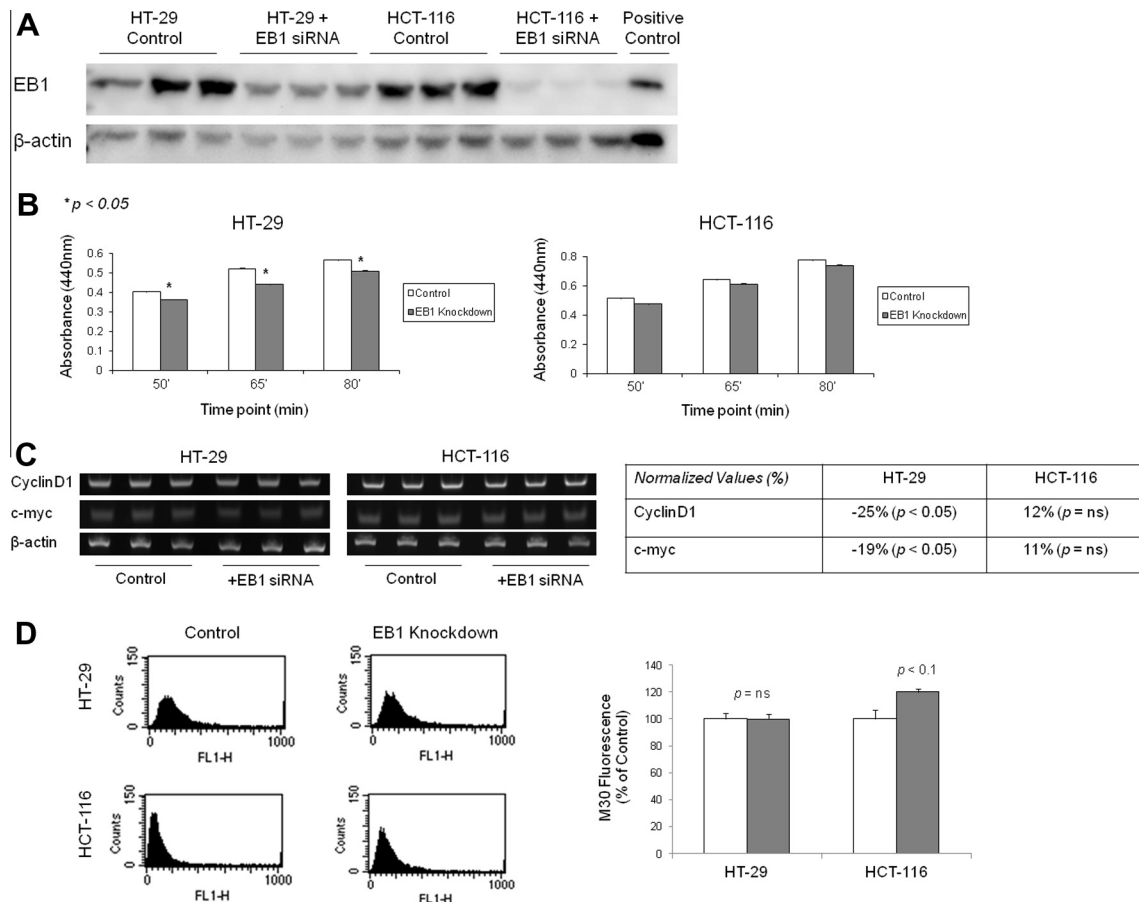 A
HT-29
Control
HT-29 +
EB1 siRNA
HCT-116
Control
HCT-116 +
EB1 siRNA
Positive
Control
EB1
β-actin
B
* p < 0.05
HT-29
Absorbance (440nm)
0.6
0.5
0.4
0.3
0.2
0.1
0
*
*
*
50'
65'
80'
Time point (min)
Control
EB1 Knockdown
HCT-116
Absorbance (440nm)
0.8
0.6
0.4
0.2
0
50'
65'
80'
Time point (min)
Control
EB1 Knockdown
C
HT-29
HCT-116
CyclinD1
c-myc
β-actin
Control
+EB1 siRNA
Control
+EB1 siRNA
Normalized Values (%) HT-29 HCT-116
CyclinD1 -25% (p < 0.05) 12% (p = ns)
c-myc -19% (p < 0.05) 11% (p = ns)
D
Control
EB1 Knockdown
HT-29
Counts
150
0
0 1000
FL1-H
Counts
150
0
0 1000
FL1-H
HCT-116
Counts
150
0
0 1000
FL1-H
Counts
150
0
0 1000
FL1-H
M30 Fluorescence
(% of Control)
140
120
100
80
60
40
20
0
p = ns
p < 0.1
HT-29
HCT-116